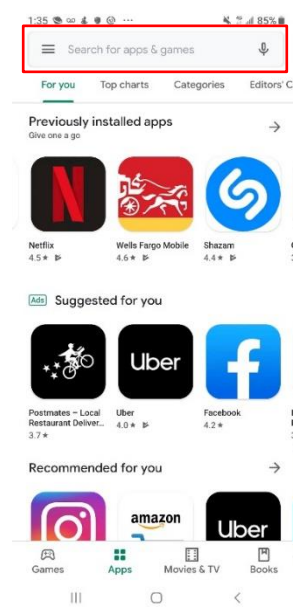 1:35 ... 85%
Search for apps & games
For you Top charts Categories Editors' C
Previously installed apps
Give one a go
Netflix Wells Fargo Mobile Shazam
4.5★ 4.6★ 4.4★
Ads Suggested for you
Uber
Postmates – Local Restaurant Deliver... Uber Facebook
3.7★ 4.0★ 4.2★
Recommended for you
amazon Uber
Games Apps Movies & TV Books